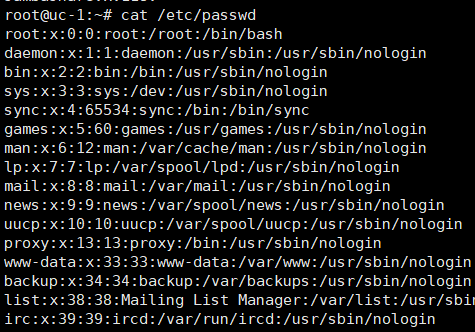 root@uc-1:~# cat /etc/passwd
root:x:0:0:root:/root:/bin/bash
daemon:x:1:1:daemon:/usr/sbin:/usr/sbin/nologin
bin:x:2:2:bin:/bin:/usr/sbin/nologin
sys:x:3:3:sys:/dev:/usr/sbin/nologin
sync:x:4:65534:sync:/bin:/bin/sync
games:x:5:60:games:/usr/games:/usr/sbin/nologin
man:x:6:12:man:/var/cache/man:/usr/sbin/nologin
lp:x:7:7:lp:/var/spool/lpd:/usr/sbin/nologin
mail:x:8:8:mail:/var/mail:/usr/sbin/nologin
news:x:9:9:news:/var/spool/news:/usr/sbin/nologin
uucp:x:10:10:uucp:/var/spool/uucp:/usr/sbin/nologin
proxy:x:13:13:proxy:/bin:/usr/sbin/nologin
www-data:x:33:33:www-data:/var/www:/usr/sbin/nologin
backup:x:34:34:backup:/var/backups:/usr/sbin/nologin
list:x:38:38:Mailing List Manager:/var/list:/usr/sbi
irc:x:39:39:ircd:/var/run/ircd:/usr/sbin/nologin